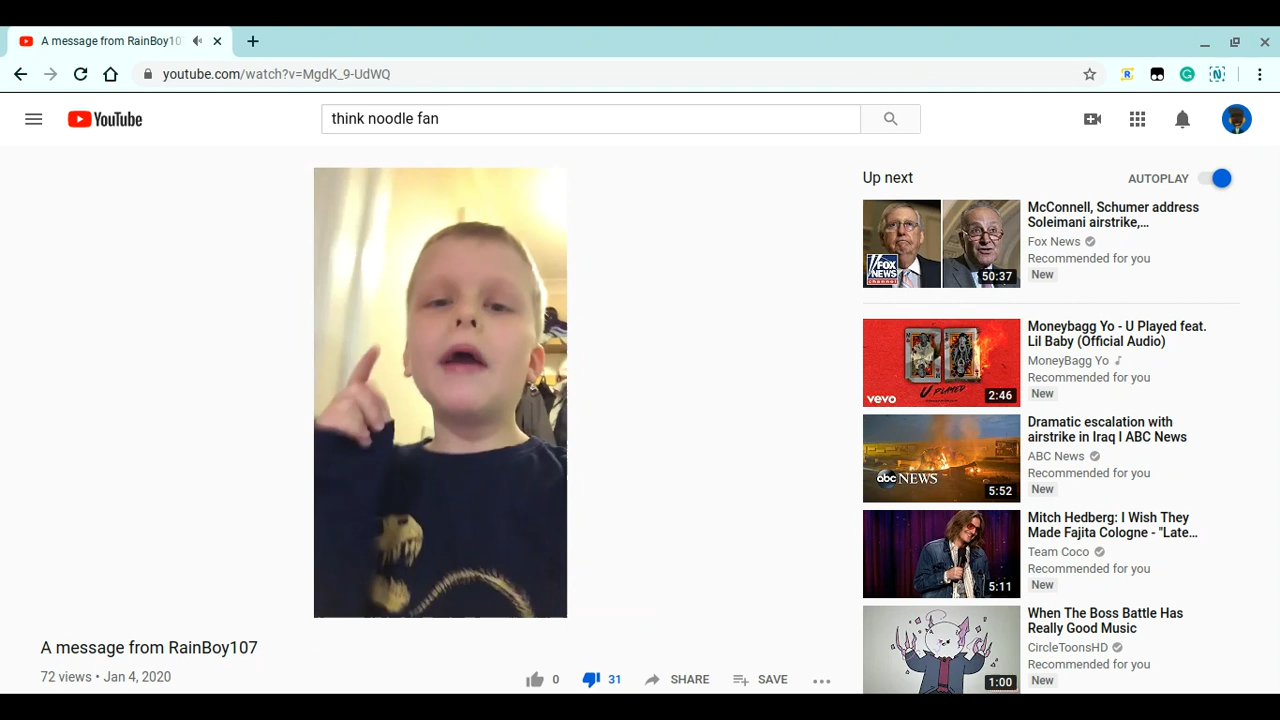 A message from RainBoy10
youtube.com/watch?v=MgdK_9-UdWQ
YouTube
think noodle fan
Up next
AUTOPLAY
FOX
NEWS
channel
50:37
McConnell, Schumer address
Soleimani airstrike,...
Fox News
Recommended for you
New
U PLAYED
vevo
2:46
Moneybagg Yo - U Played feat.
Lil Baby (Official Audio)
MoneyBagg Yo
Recommended for you
New
abc NEWS
5:52
Dramatic escalation with
airstrike in Iraq l ABC News
ABC News
Recommended for you
New
5:11
Mitch Hedberg: I Wish They
Made Fajita Cologne - "Late...
Team Coco
Recommended for you
New
1:00
When The Boss Battle Has
Really Good Music
CircleToonsHD
Recommended for you
New
A message from RainBoy107
72 views • Jan 4, 2020
0
31
SHARE
SAVE